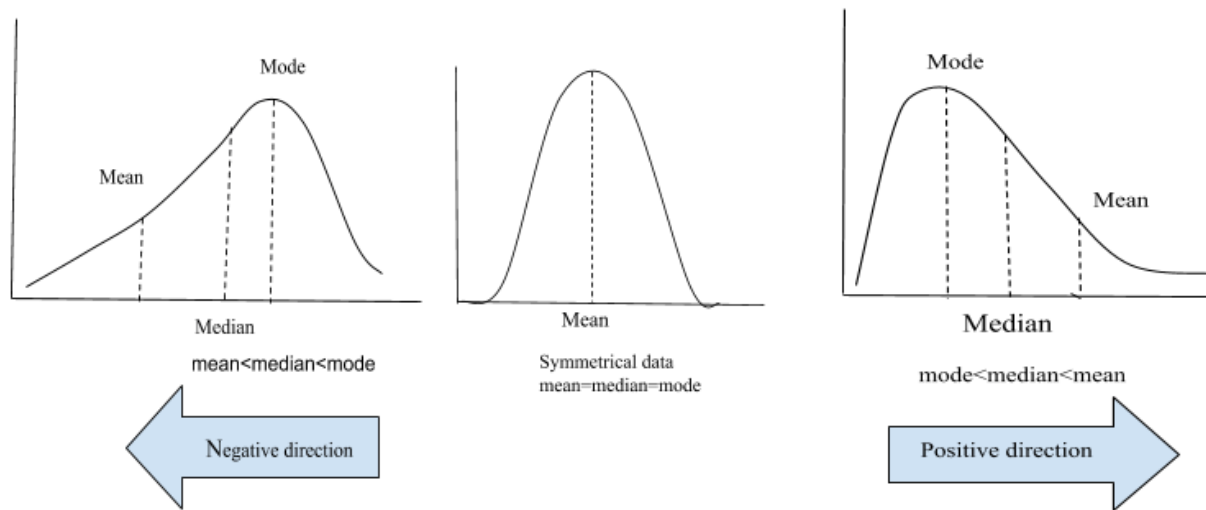 Mode
Mean
Median
mean<median<mode
Negative direction
Mean
Symmetrical data
mean=median=mode
Mode
Mean
Median
mode<median<mean
Positive direction